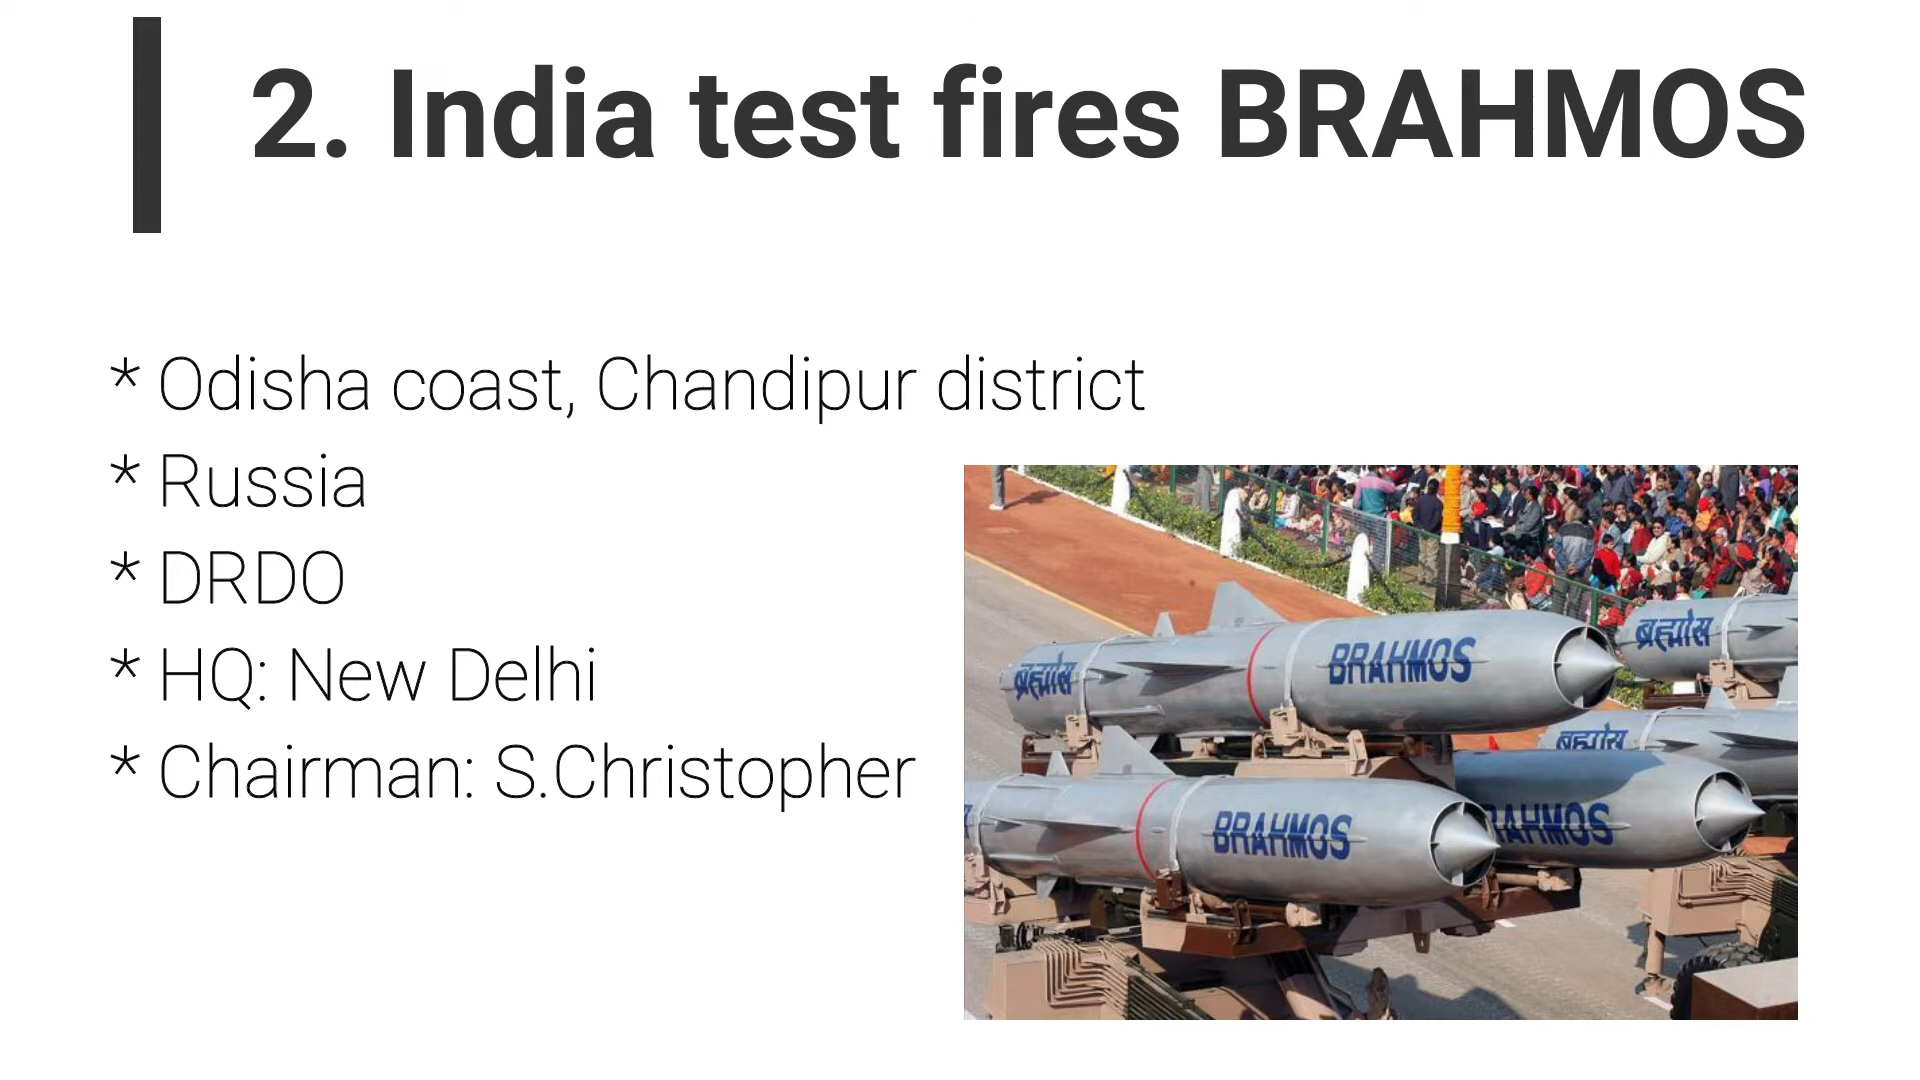 2. India test fires BRAHMOS
* Odisha coast, Chandipur district
* Russia
* DRDO
* HQ: New Delhi
* Chairman: S.Christopher
ब्रह्मोस
BRAHMOS
ब्रह्मोस
ब्रह्मोस
BRAHMOS
RAHMOS